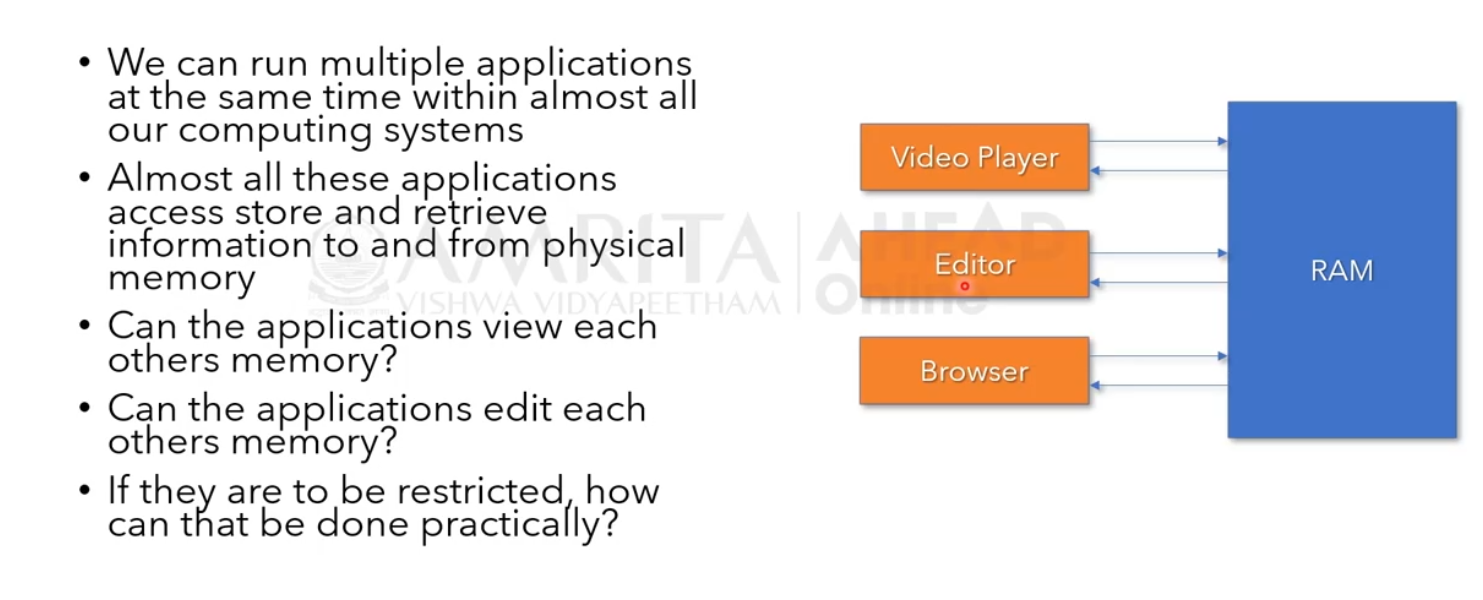 • We can run multiple applications
at the same time within almost all
our computing systems
• Almost all these applications
access store and retrieve
information to and from physical
memory
• Can the applications view each
others memory?
• Can the applications edit each
others memory?
• If they are to be restricted, how
can that be done practically?
Video Player
Editor
Browser
RAM
AMRITA
VISHWA VIDYAPEETHAM
AHEAD
Online